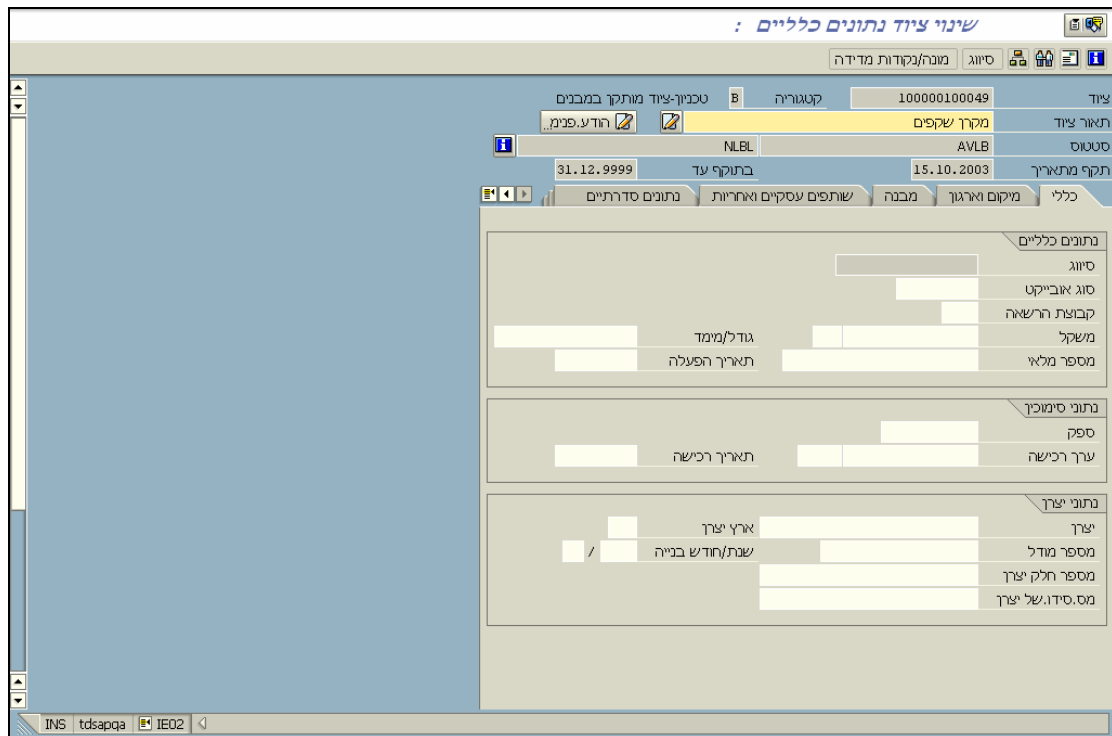 שינוי ציוד נתונים כלליים :
סיווג מונה/נקודות מדידה
ציוד 100000100049 קטגוריה B טכניון-ציוד מותקן במבנים
תאור ציוד מקרן שקפים הודע.פנימ..
סטטוס AVLB NLBL
תקף מתאריך 15.10.2003 בתוקף עד 31.12.9999
כללי מיקום וארגון מבנה שותפים עסקיים ואחריות נתונים סדרתיים
נתונים כלליים
סיווג
סוג אובייקט
קבוצת הרשאה
משקל גודל/מימד
מספר מלאי תאריך הפעלה
נתוני סימוכין
ספק
ערך רכישה תאריך רכישה
נתוני יצרן
יצרן ארץ יצרן
מספר מודל שנת/חודש בנייה /
מספר חלק יצרן
מס.סידו.של יצרן
INS tdsapqa IE02